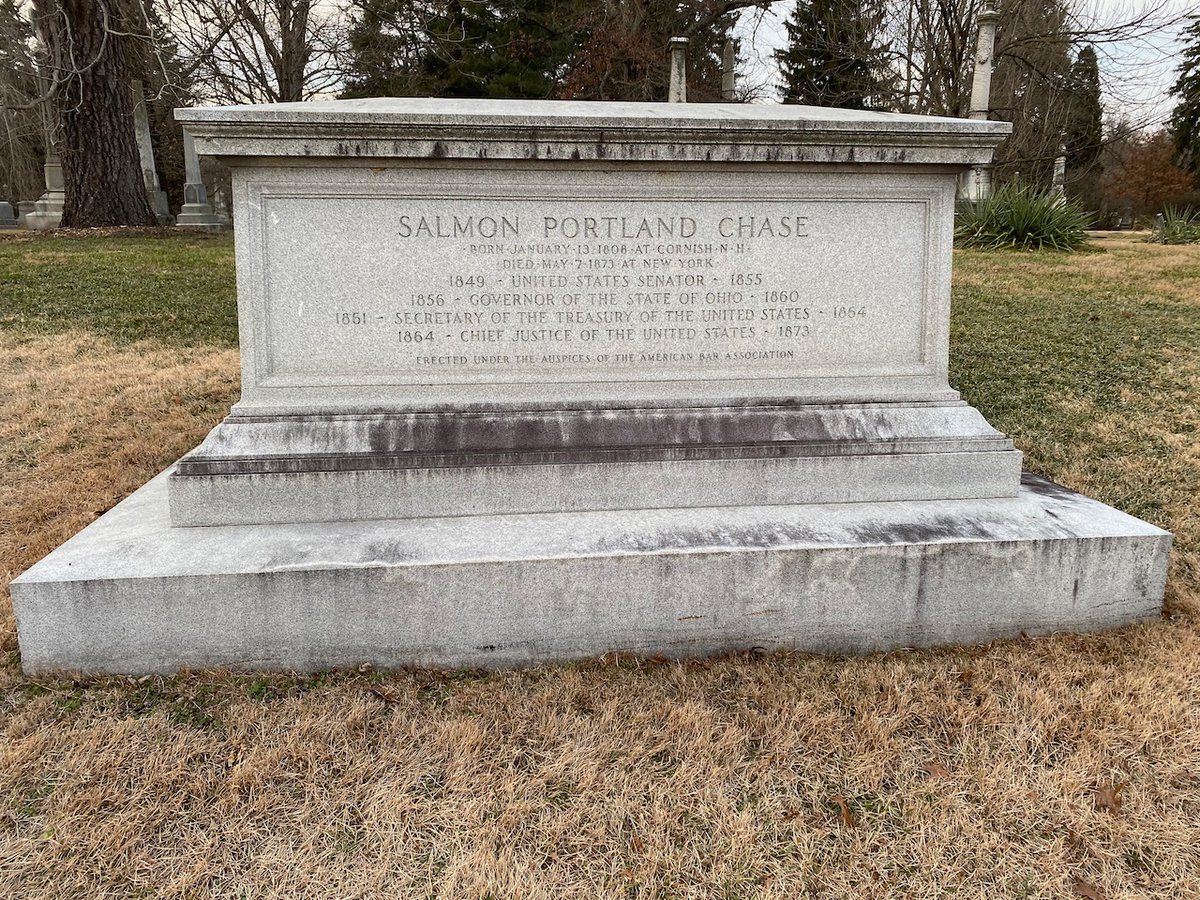 SALMON PORTLAND CHASE
·BORN·JANUARY·13·1808·AT·CORNISH·N·H·
·DIED·MAY·7·1873·AT·NEW YORK·
1849 - UNITED STATES SENATOR - 1855
1856 - GOVERNOR OF THE STATE OF OHIO - 1860
1861 - SECRETARY OF THE TREASURY OF THE UNITED STATES - 1864
1864 - CHIEF JUSTICE OF THE UNITED STATES - 1873
ERECTED UNDER THE AUSPICES OF THE AMERICAN BAR ASSOCIATION